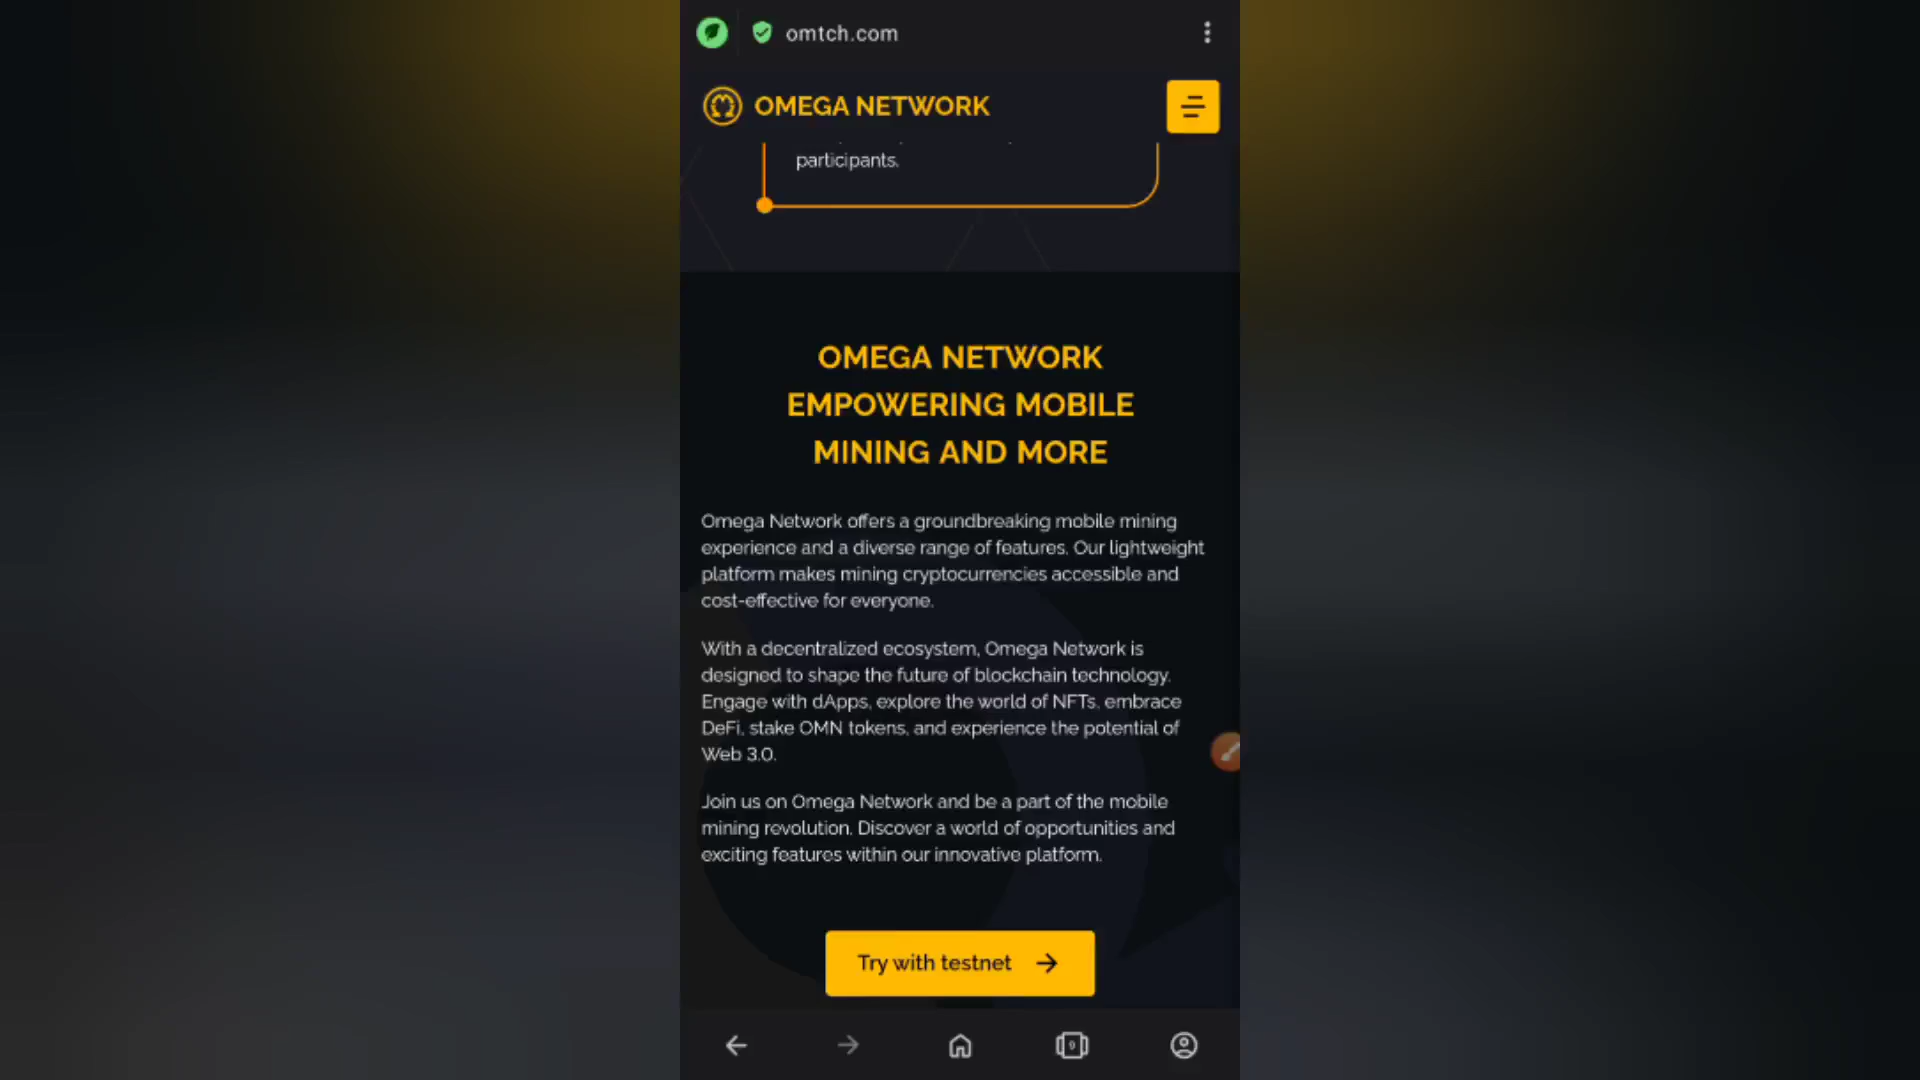 omtch.com
OMEGA NETWORK
participants.
OMEGA NETWORK
EMPOWERING MOBILE
MINING AND MORE
Omega Network offers a groundbreaking mobile mining
experience and a diverse range of features. Our lightweight
platform makes mining cryptocurrencies accessible and
cost-effective for everyone.
With a decentralized ecosystem, Omega Network is
designed to shape the future of blockchain technology.
Engage with dApps, explore the world of NFTs, embrace
DeFi, stake OMN tokens, and experience the potential of
Web 3.0.
Join us on Omega Network and be a part of the mobile
mining revolution. Discover a world of opportunities and
exciting features within our innovative platform.
Try with testnet
9